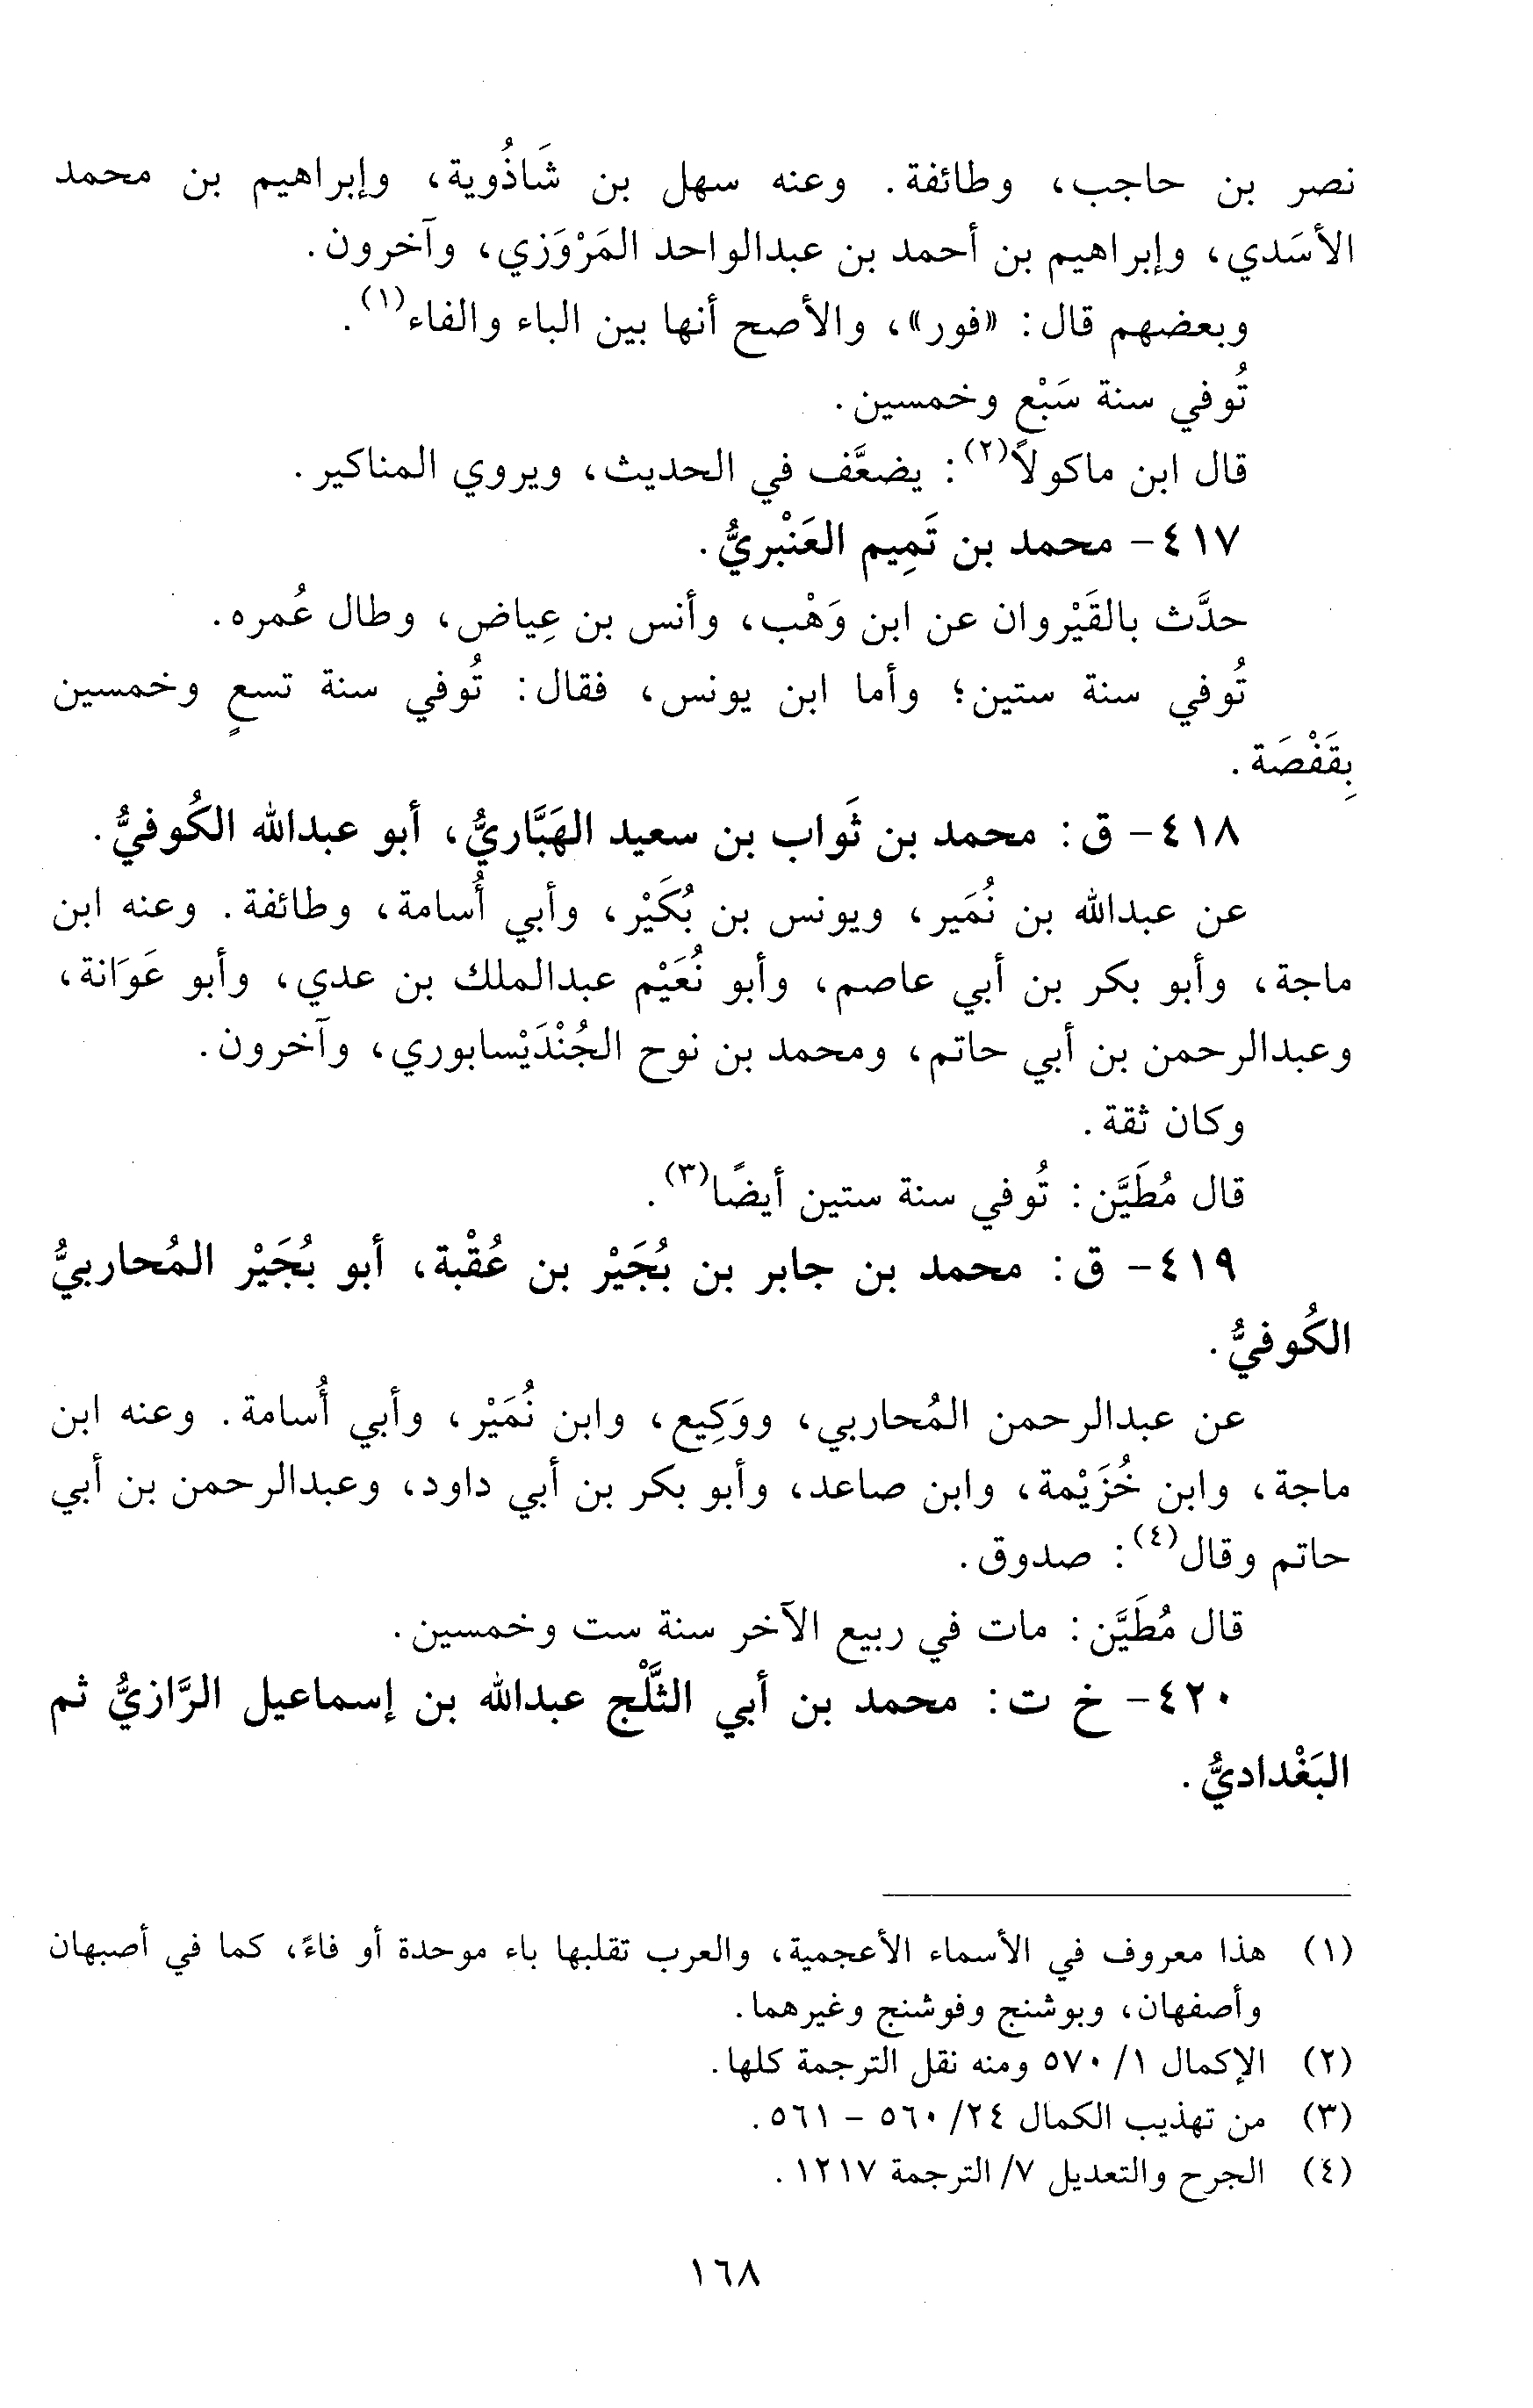 نصر بن حاجب، وطائفة. وعنه سهل بن شَاذُوية، وإبراهيم بن محمد
الأسَدي، وإبراهيم بن أحمد بن عبدالواحد المَرْوَزي، وآخرون.
وبعضهم قال: «فور»، والأصح أنها بين الباء والفاء(١).
تُوفي سنة سَبْع وخمسين.
قال ابن ماكولاً(٢): يضعَّف في الحديث، ويروي المناكير.
٤١٧- محمد بن تَمِيم العَنْبريُّ.
حدَّث بالقَيْروان عن ابن وَهْب، وأنس بن عِياض، وطال عُمره.
تُوفي سنة ستين؛ وأما ابن يونس، فقال: تُوفي سنة تسعٍ وخمسين
بِقَفْصَة.
٤١٨- ق: محمد بن ثَواب بن سعيد الهَبَّاريُّ، أبو عبدالله الكُوفيُّ.
عن عبدالله بن نُمَير، ويونس بن بُكَيْر، وأبي أُسامة، وطائفة. وعنه ابن
ماجة، وأبو بكر بن أبي عاصم، وأبو نُعَيْم عبدالملك بن عدي، وأبو عَوَانة،
وعبدالرحمن بن أبي حاتم، ومحمد بن نوح الجُنْدَيْسابوري، وآخرون.
وكان ثقة.
قال مُطَيَّن: تُوفي سنة ستين أيضًا(٣).
٤١٩- ق: محمد بن جابر بن بُجَيْر بن عُقْبة، أبو بُجَيْر المُحاربيُّ
الكُوفيُّ.
عن عبدالرحمن المُحاربي، ووَكِيع، وابن نُمَيْر، وأبي أُسامة. وعنه ابن
ماجة، وابن خُزَيْمة، وابن صاعد، وأبو بكر بن أبي داود، وعبدالرحمن بن أبي
حاتم وقال(٤): صدوق.
قال مُطَيَّن: مات في ربيع الآخر سنة ست وخمسين.
٤٢٠- خ ت: محمد بن أبي الثَّلْج عبدالله بن إسماعيل الرَّازيُّ ثم
البَغْداديُّ.
(١) هذا معروف في الأسماء الأعجمية، والعرب تقلبها باء موحدة أو فاءً، كما في أصبهان
وأصفهان، وبوشنج وفوشنج وغيرهما.
(٢) الإكمال ١/ ٥٧٠ ومنه نقل الترجمة كلها.
(٣) من تهذيب الكمال ٢٤/ ٥٦٠ - ٥٦١.
(٤) الجرح والتعديل ٧/ الترجمة ١٢١٧.
١٦٨